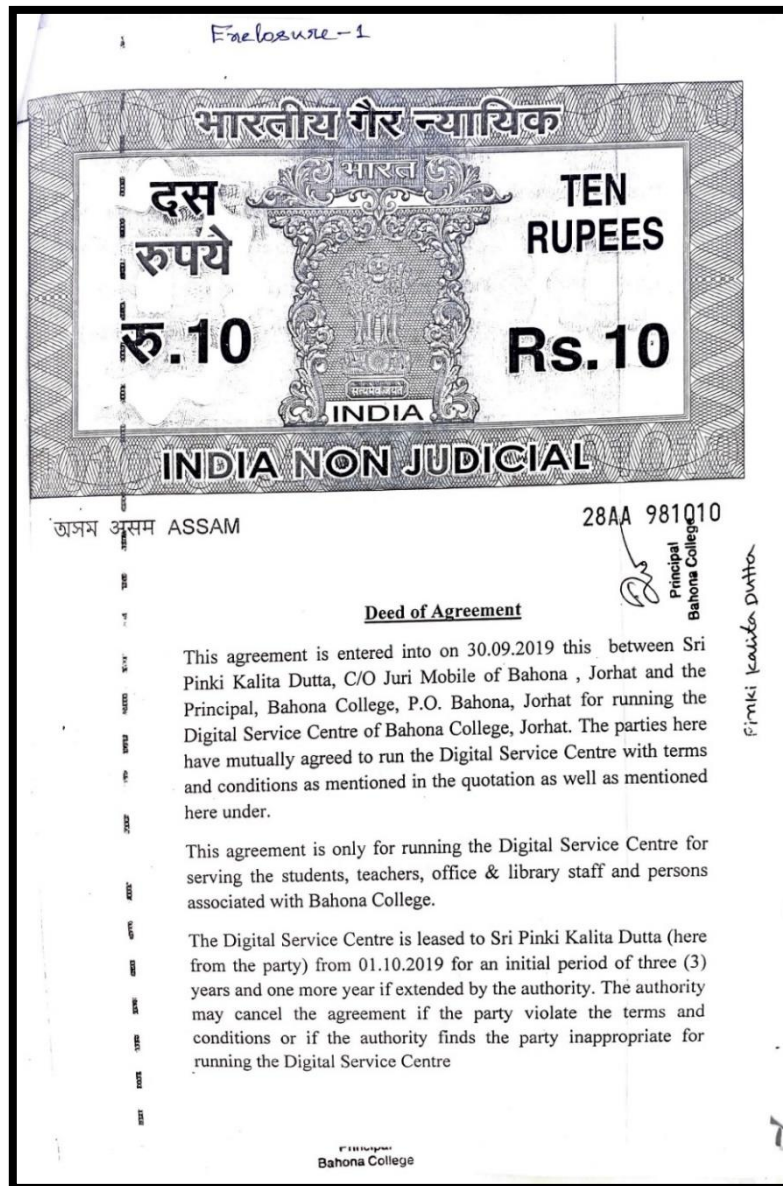 Enclosure-1
भारतीय गैर न्यायिक
भारत
दस
रुपये
रु.10
TEN
RUPEES
Rs.10
सत्यमेव जयते
INDIA
INDIA NON JUDICIAL
অসম असम ASSAM
28AA 981010
Principal
Bahona College
Pinki Kalita Dutta
Deed of Agreement
This agreement is entered into on 30.09.2019 this between Sri
Pinki Kalita Dutta, C/O Juri Mobile of Bahona , Jorhat and the
Principal, Bahona College, P.O. Bahona, Jorhat for running the
Digital Service Centre of Bahona College, Jorhat. The parties here
have mutually agreed to run the Digital Service Centre with terms
and conditions as mentioned in the quotation as well as mentioned
here under.
This agreement is only for running the Digital Service Centre for
serving the students, teachers, office & library staff and persons
associated with Bahona College.
The Digital Service Centre is leased to Sri Pinki Kalita Dutta (here
from the party) from 01.10.2019 for an initial period of three (3)
years and one more year if extended by the authority. The authority
may cancel the agreement if the party violate the terms and
conditions or if the authority finds the party inappropriate for
running the Digital Service Centre
Principal
Bahona College